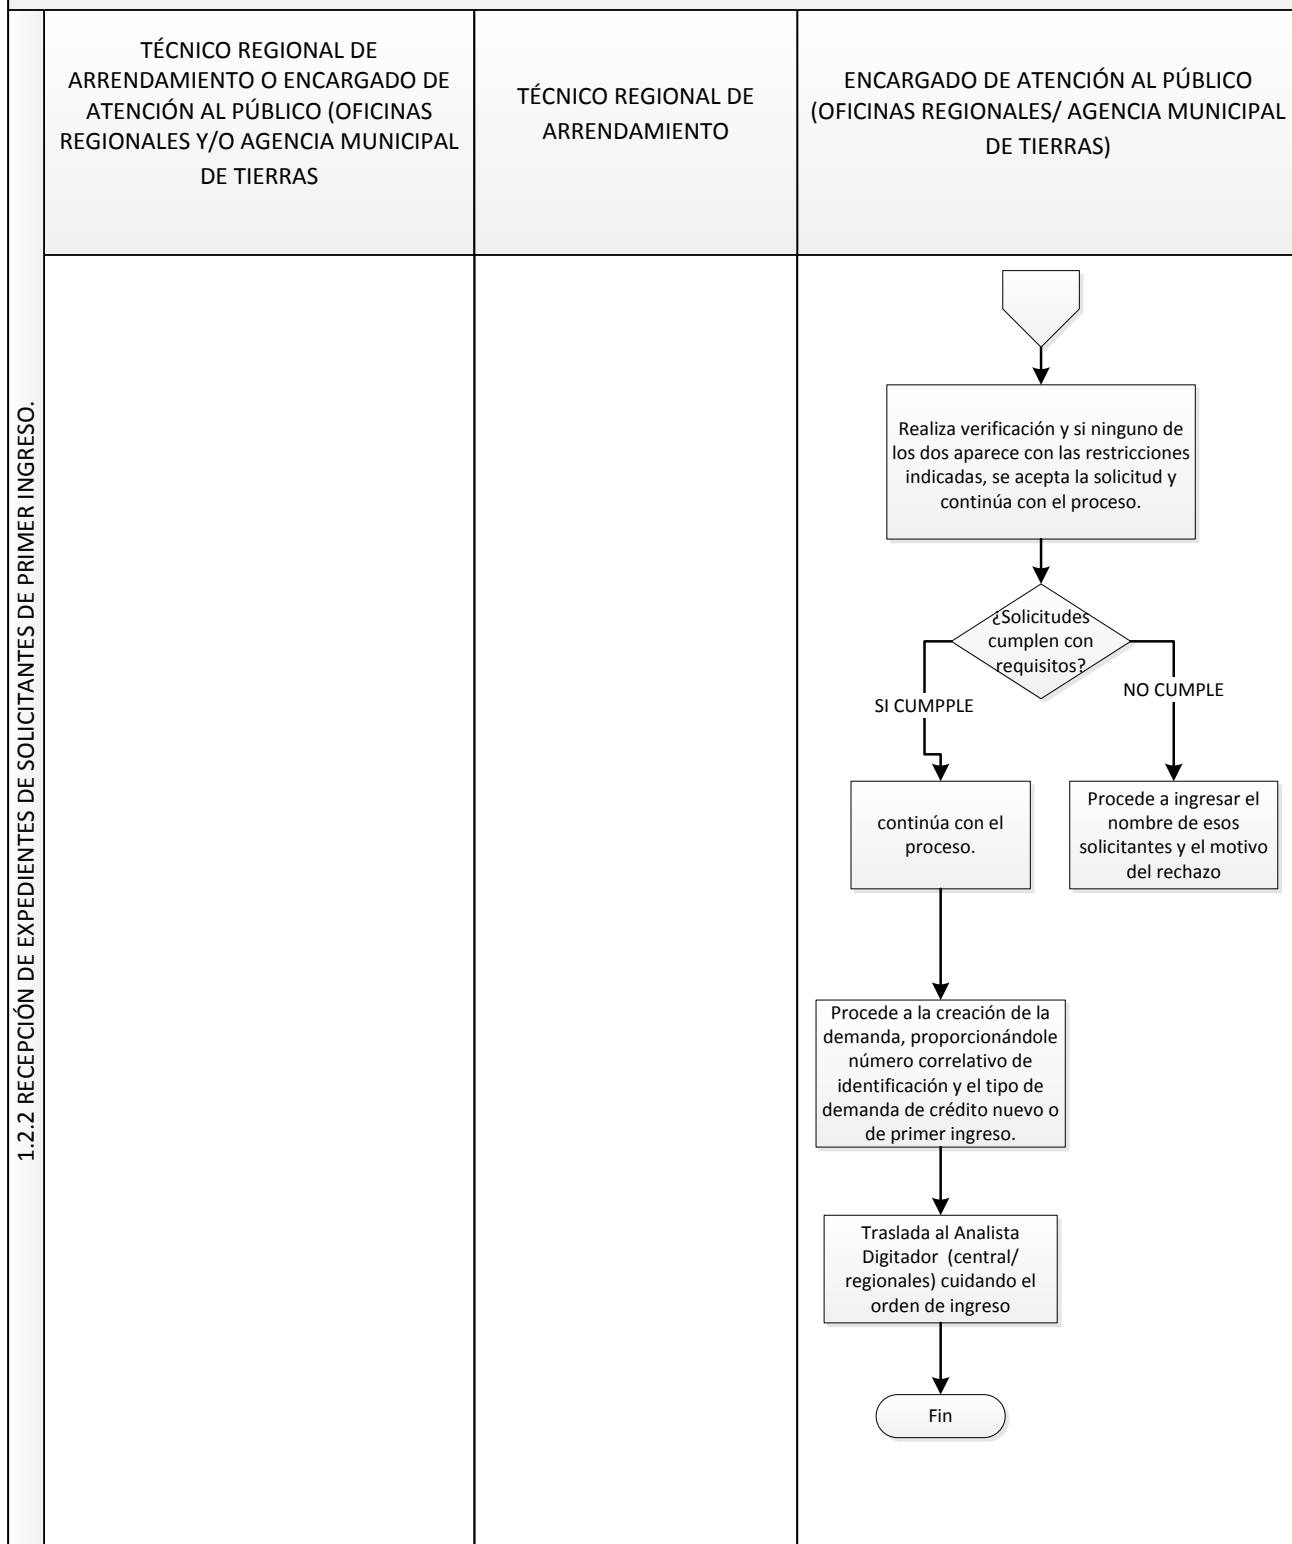 TÉCNICO REGIONAL DE
ARRENDAMIENTO O ENCARGADO DE
ATENCIÓN AL PÚBLICO (OFICINAS
REGIONALES Y/O AGENCIA MUNICIPAL
DE TIERRAS
TÉCNICO REGIONAL DE
ARRENDAMIENTO
ENCARGADO DE ATENCIÓN AL PÚBLICO
(OFICINAS REGIONALES/ AGENCIA MUNICIPAL
DE TIERRAS)
1.2.2 RECEPCIÓN DE EXPEDIENTES DE SOLICITANTES DE PRIMER INGRESO.
Realiza verificación y si ninguno de
los dos aparece con las restricciones
indicadas, se acepta la solicitud y
continúa con el proceso.
¿Solicitudes
cumplen con
requisitos?
SI CUMPPLE
NO CUMPLE
continúa con el
proceso.
Procede a ingresar el
nombre de esos
solicitantes y el motivo
del rechazo
Procede a la creación de la
demanda, proporcionándole
número correlativo de
identificación y el tipo de
demanda de crédito nuevo o
de primer ingreso.
Traslada al Analista
Digitador (central/
regionales) cuidando el
orden de ingreso
Fin